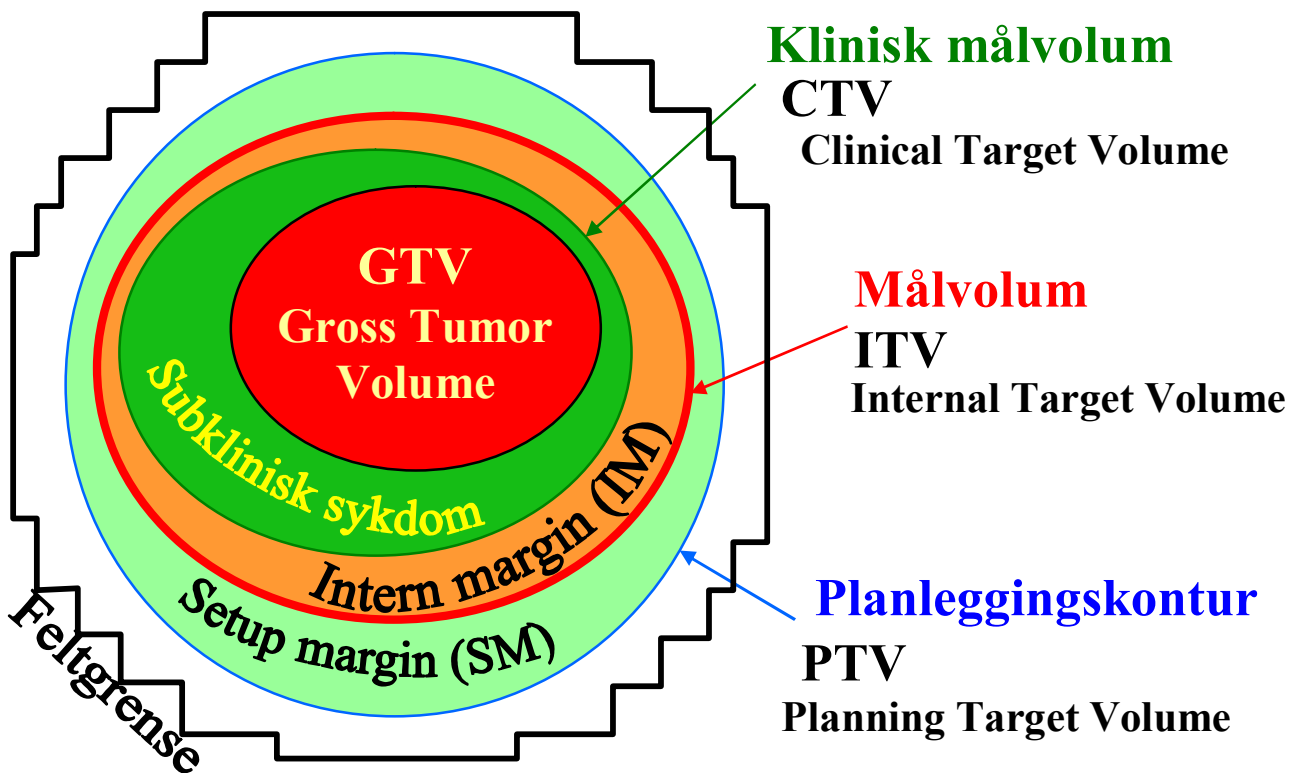 Klinisk målvolum
CTV
Clinical Target Volume
GTV
Gross Tumor
Volume
Målvolum
ITV
Internal Target Volume
Subklinisk sykdom
Intern margin (IM)
Setup margin (SM)
Feltgrense
Planleggingskontur
PTV
Planning Target Volume